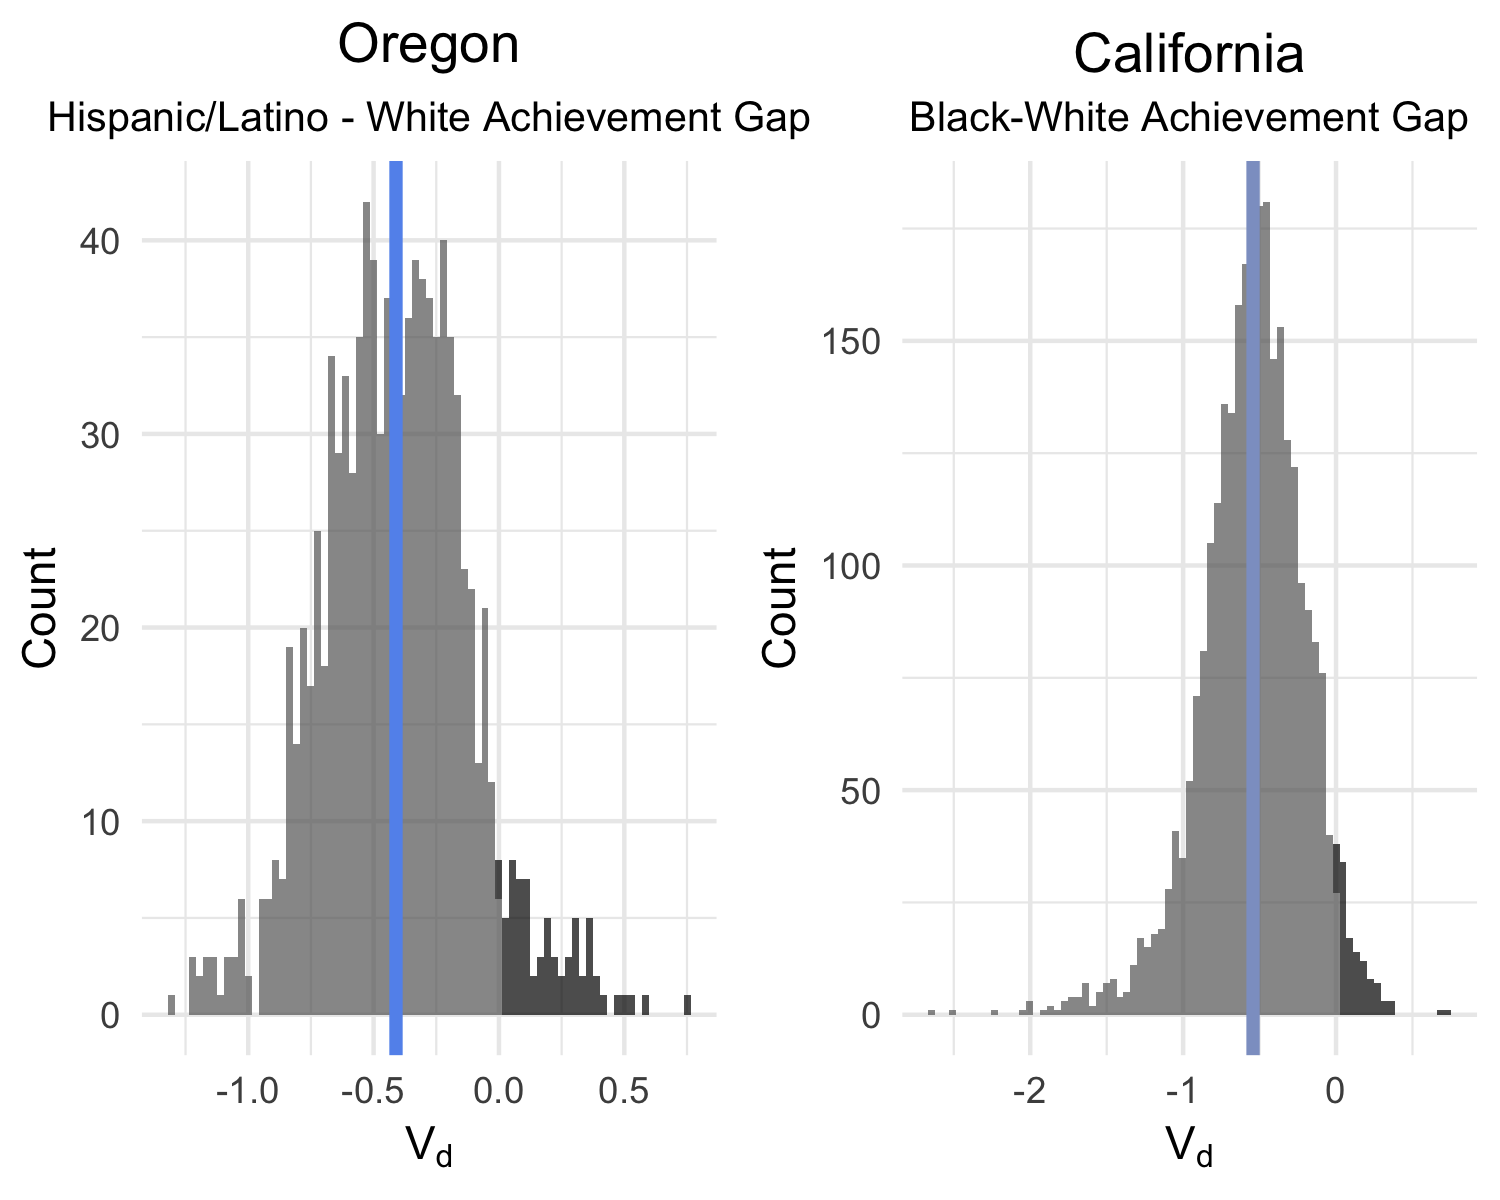 Oregon
Hispanic/Latino - White Achievement Gap
Count
40
30
20
10
0
-1.0 -0.5 0.0 0.5
Vd
California
Black-White Achievement Gap
Count
150
100
50
0
-2 -1 0
Vd